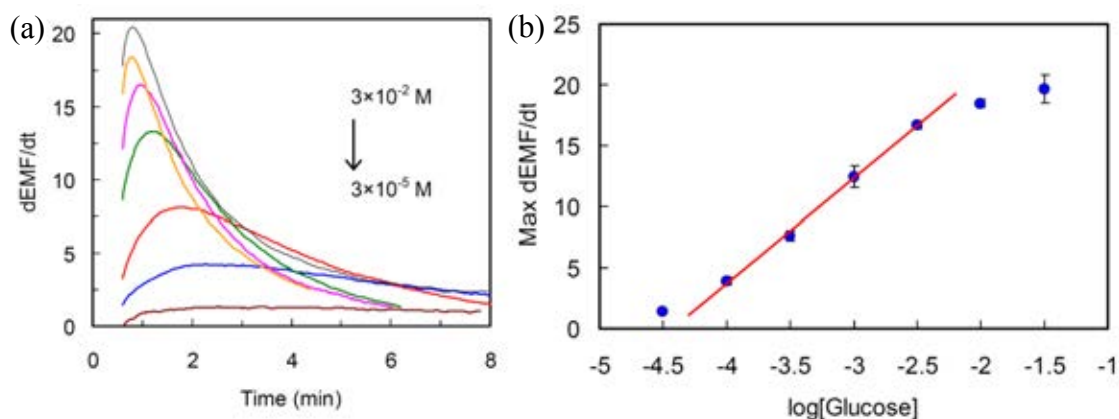 (a)
dEMF/dt
20
15
10
5
0
3×10⁻² M
3×10⁻⁵ M
0 2 4 6 8
Time (min)
(b)
Max dEMF/dt
25
20
15
10
5
0
-5 -4.5 -4 -3.5 -3 -2.5 -2 -1.5 -1
log[Glucose]